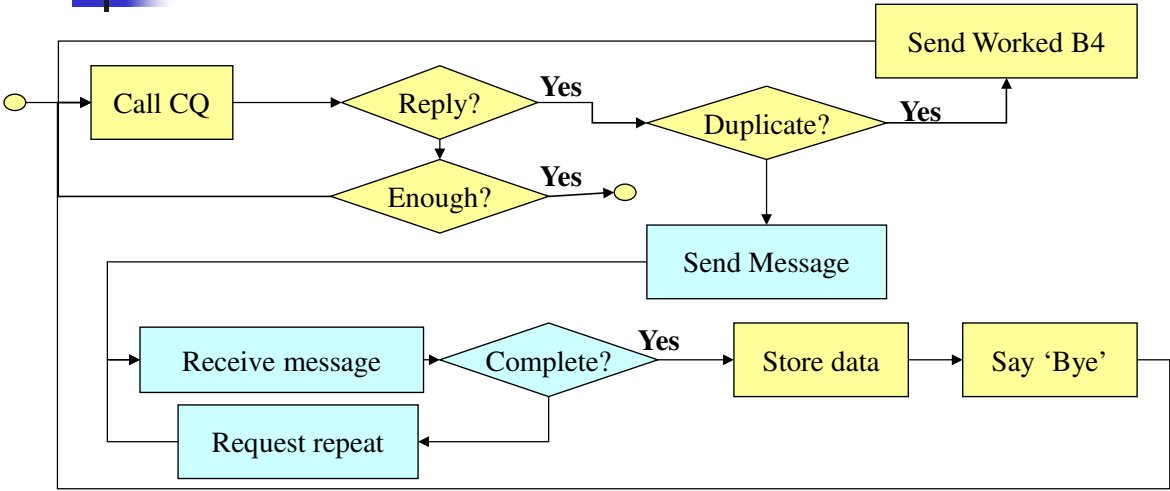 Send Worked B4
Call CQ
Reply?
Yes
Duplicate?
Yes
Enough?
Yes
Send Message
Receive message
Complete?
Yes
Store data
Say ‘Bye’
Request repeat